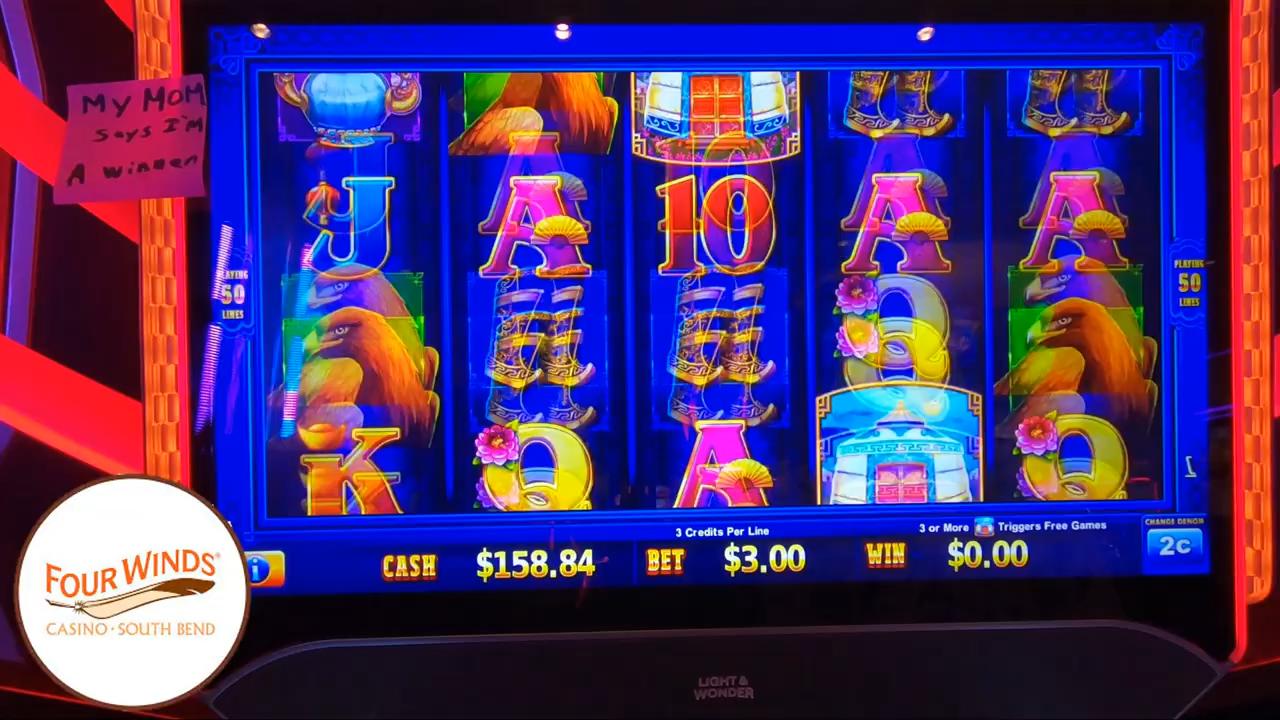 My MOM
Says I'M
A winner
J
A
10
A
A
PLAYING
50
LINES
PLAYING
50
LINES
Q
K
Q
A
Q
3 Credits Per Line
3 or More Triggers Free Games
CHANGE DENOM
2c
i
CASH $158.84 BET $3.00 WIN $0.00
FOUR WINDS®
CASINO · SOUTH BEND
LIGHT &
WONDER